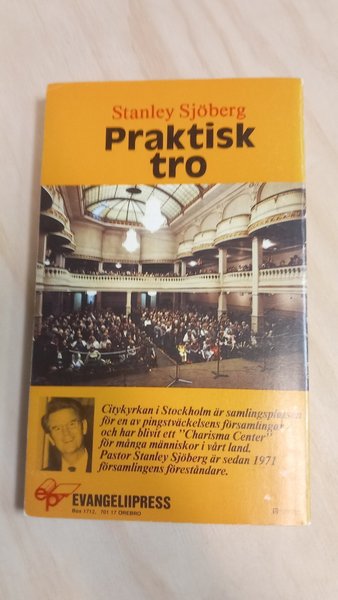 Stanley Sjöberg
Praktisk
tro
Citykyrkan i Stockholm är samlingsplatsen
för en av pingstväckelsens församlingar
och har blivit ett "Charisma Center"
för många människor i vårt land.
Pastor Stanley Sjöberg är sedan 1971
församlingens föreståndare.
ep
EVANGELIIPRESS
Box 1712, 701 17 ÖREBRO